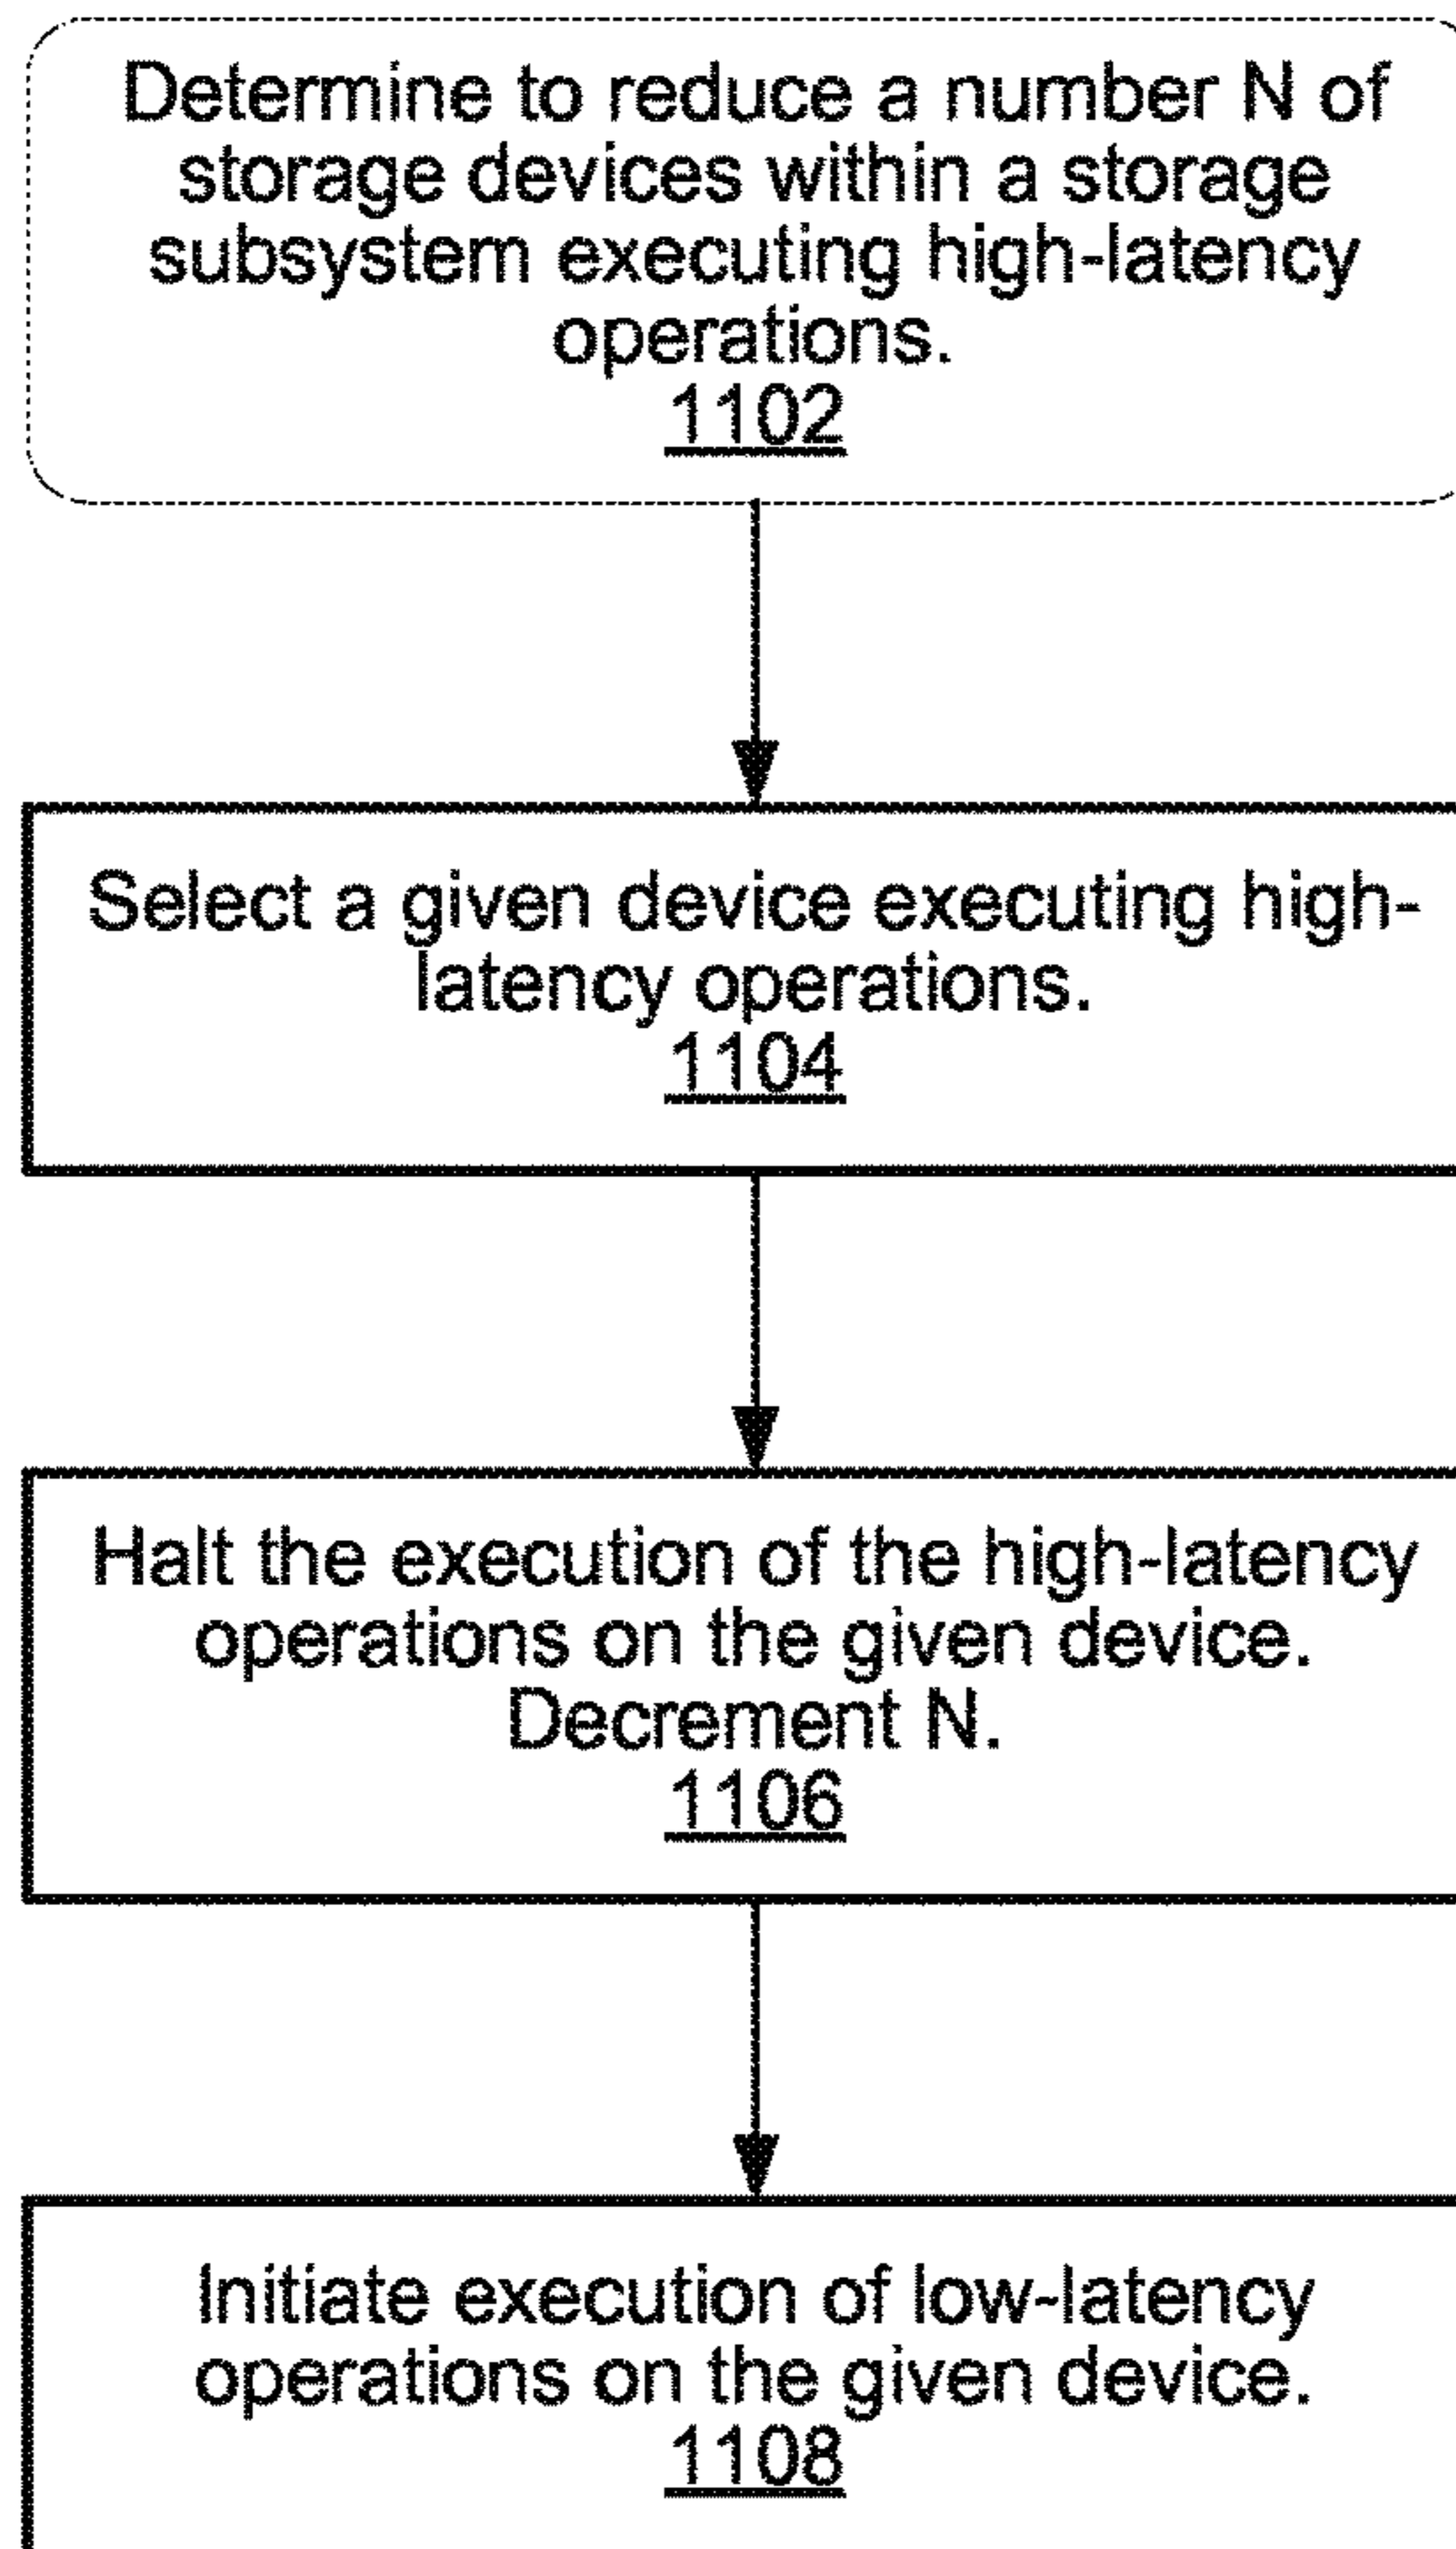 Determine to reduce a number N of
storage devices within a storage
subsystem executing high-latency
operations.
1102
Select a given device executing high-
latency operations.
1104
Halt the execution of the high-latency
operations on the given device.
Decrement N.
1106
Initiate execution of low-latency
operations on the given device.
1108